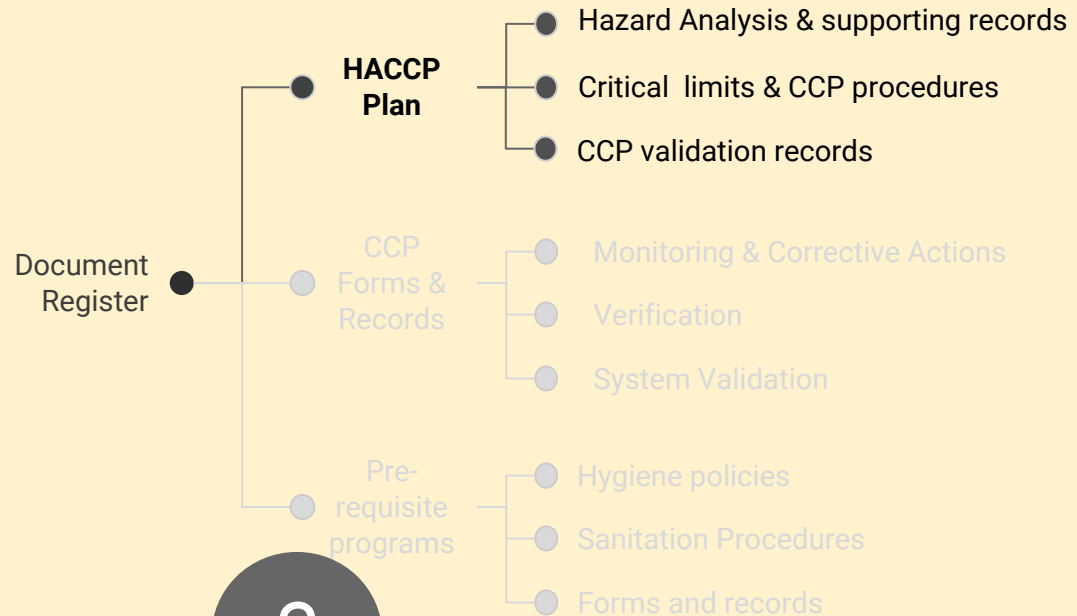 Document
Register
HACCP
Plan
Hazard Analysis & supporting records
Critical limits & CCP procedures
CCP validation records
CCP
Forms &
Records
Monitoring & Corrective Actions
Verification
System Validation
Pre-
requisite
programs
Hygiene policies
Sanitation Procedures
Forms and records